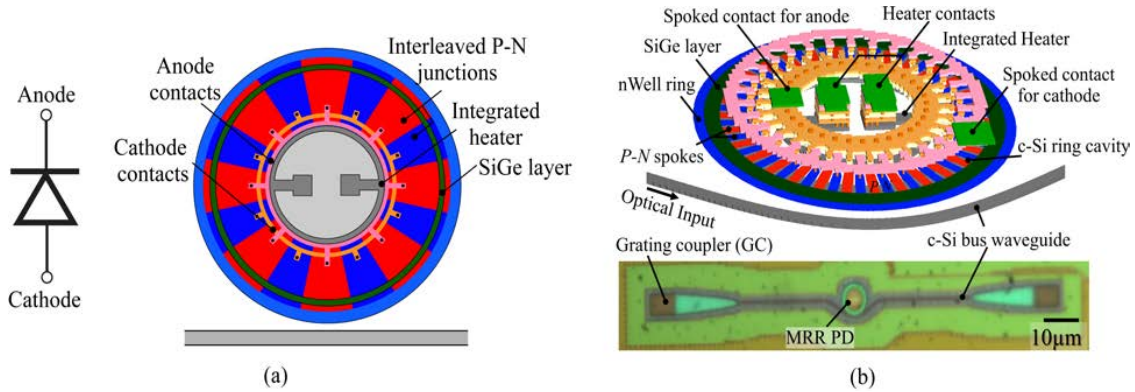 Anode
Cathode
Anode
contacts
Cathode
contacts
Interleaved P-N
junctions
Integrated
heater
SiGe layer
(a)
Spoked contact for anode
Heater contacts
SiGe layer
Integrated Heater
nWell ring
Spoked contact
for cathode
P-N spokes
c-Si ring cavity
P-N
Optical Input
Grating coupler (GC)
c-Si bus waveguide
MRR PD
10µm
(b)